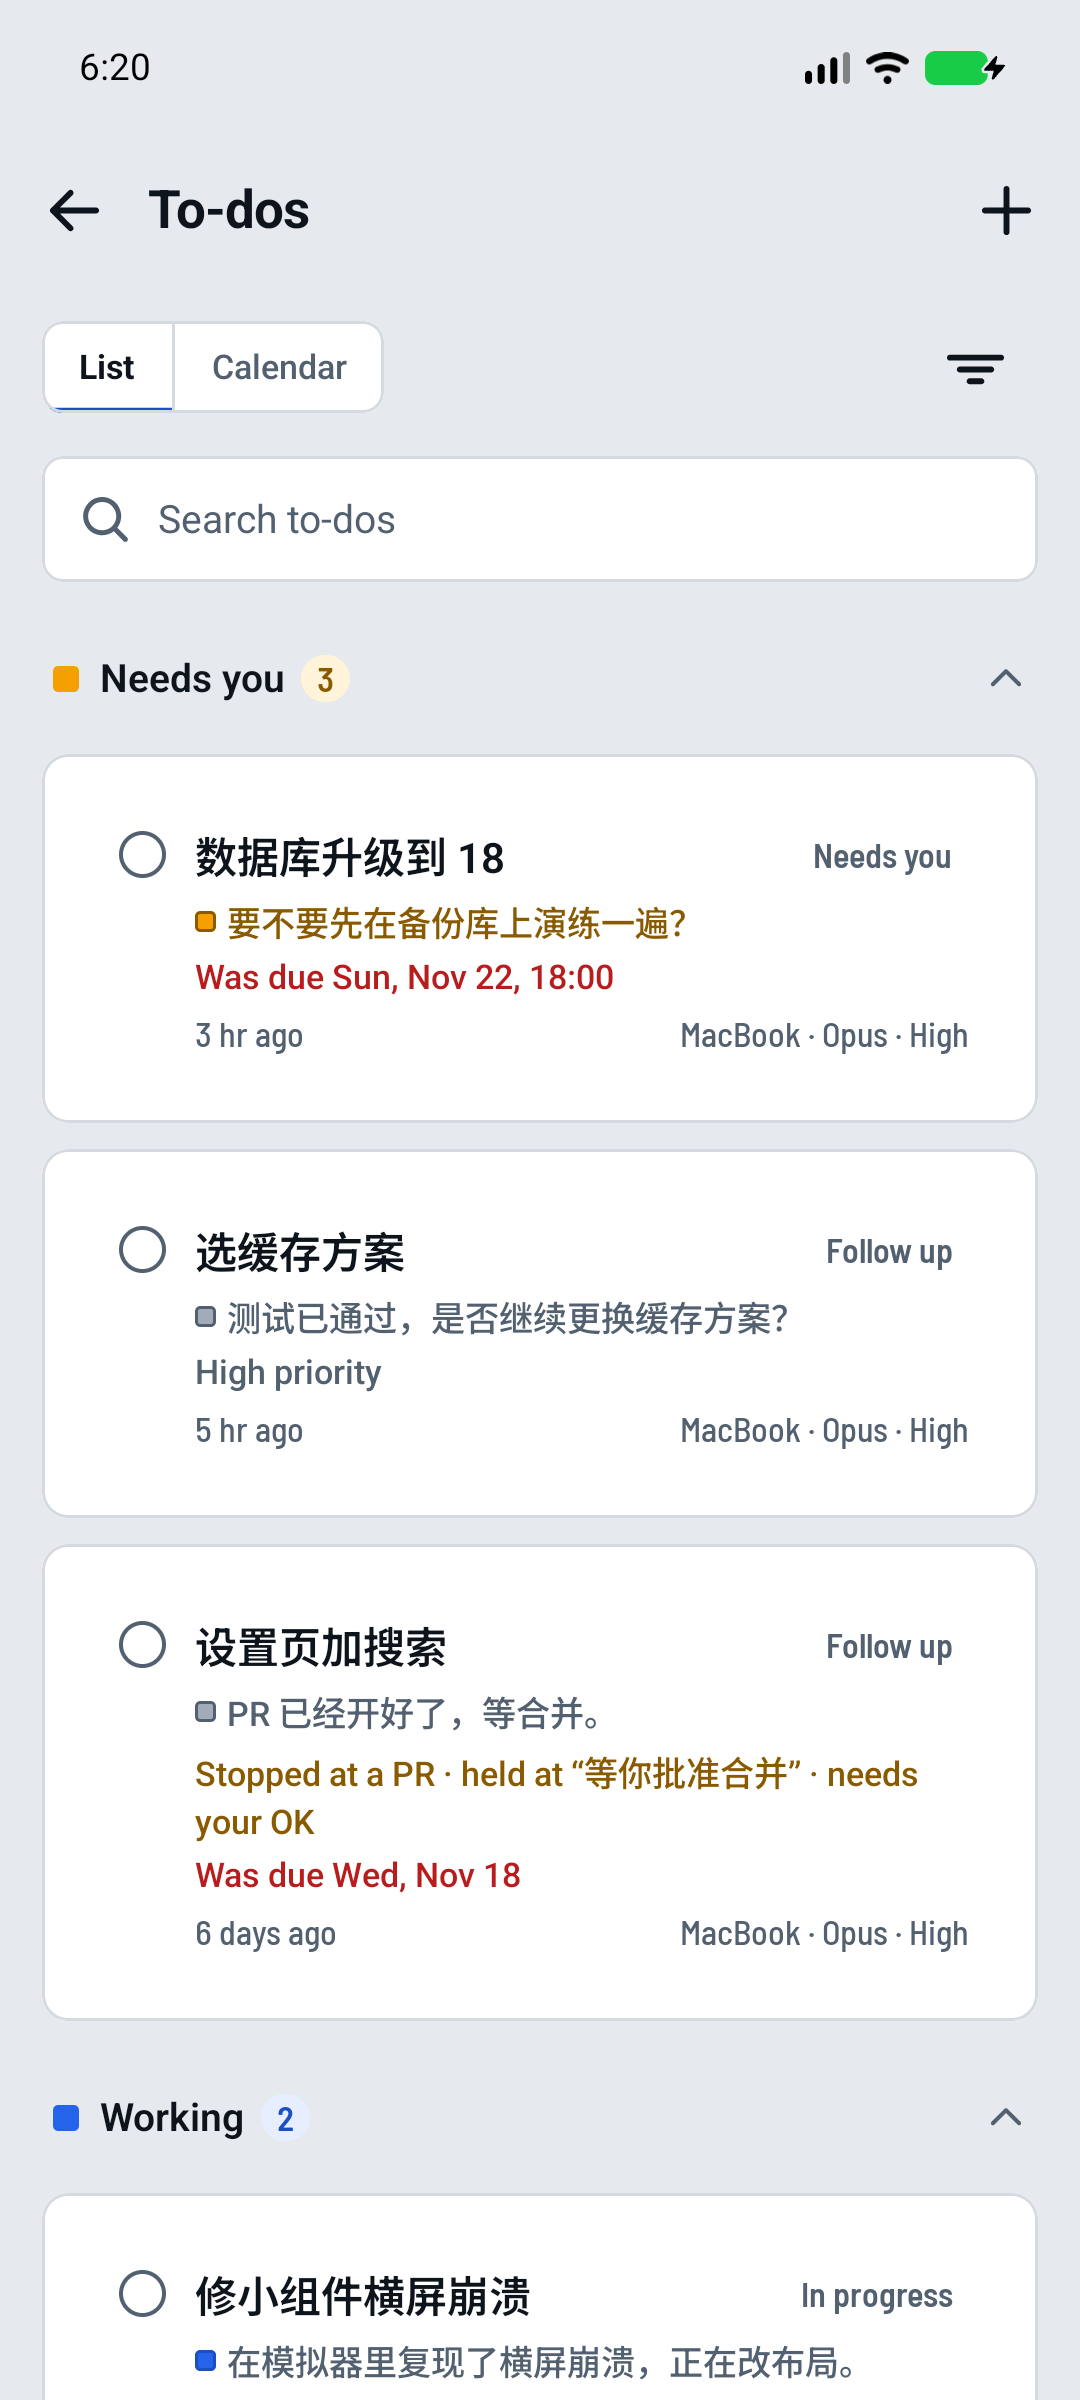 6:20
To-dos
List
Calendar
Search to-dos
Needs you 3
数据库升级到 18
Needs you
要不要先在备份库上演练一遍？
Was due Sun, Nov 22, 18:00
3 hr ago
MacBook · Opus · High
选缓存方案
Follow up
测试已通过，是否继续更换缓存方案？
High priority
5 hr ago
MacBook · Opus · High
设置页加搜索
Follow up
PR 已经开好了，等合并。
Stopped at a PR · held at “等你批准合并” · needs
your OK
Was due Wed, Nov 18
6 days ago
MacBook · Opus · High
Working 2
修小组件横屏崩溃
In progress
在模拟器里复现了横屏崩溃，正在改布局。